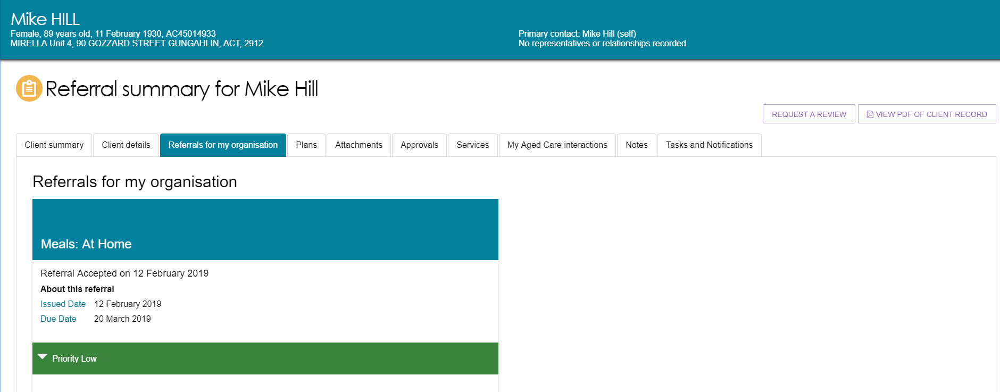 Mike HILL
Female, 89 years old, 11 February 1930, AC45014933
MIRELLA Unit 4, 90 GOZZARD STREET GUNGAHLIN, ACT, 2912
Primary contact: Mike Hill (self)
No representatives or relationships recorded
Referral summary for Mike Hill
REQUEST A REVIEW
VIEW PDF OF CLIENT RECORD
Client summary
Client details
Referrals for my organisation
Plans
Attachments
Approvals
Services
My Aged Care interactions
Notes
Tasks and Notifications
Referrals for my organisation
Meals: At Home
Referral Accepted on 12 February 2019
About this referral
Issued Date 12 February 2019
Due Date 20 March 2019
Priority Low